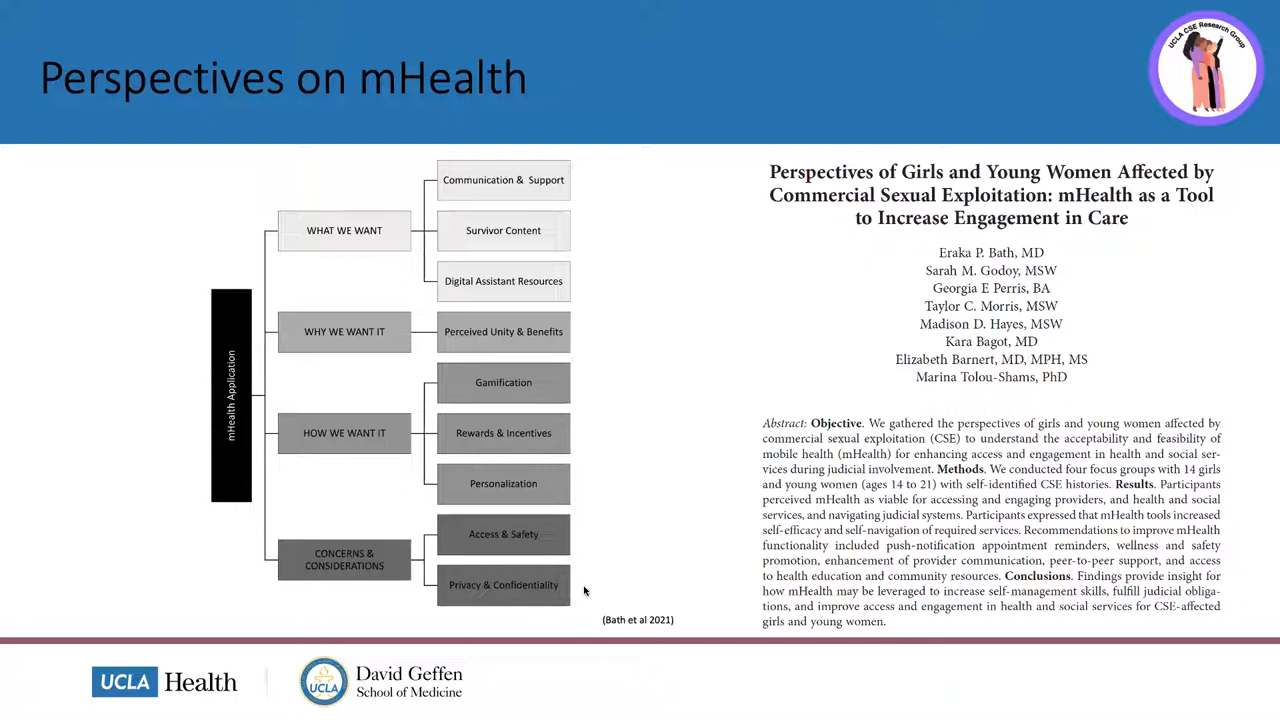 Perspectives on mHealth
UCLA CSE Research Group
mHealth Application
WHAT WE WANT
Communication & Support
Survivor Content
Digital Assistant Resources
WHY WE WANT IT
Perceived Unity & Benefits
HOW WE WANT IT
Gamification
Rewards & Incentives
Personalization
CONCERNS &
CONSIDERATIONS
Access & Safety
Privacy & Confidentiality
(Bath et al 2021)
Perspectives of Girls and Young Women Affected by
Commercial Sexual Exploitation: mHealth as a Tool
to Increase Engagement in Care
Eraka P. Bath, MD
Sarah M. Godoy, MSW
Georgia E Perris, BA
Taylor C. Morris, MSW
Madison D. Hayes, MSW
Kara Bagot, MD
Elizabeth Barnert, MD, MPH, MS
Marina Tolou-Shams, PhD
Abstract: Objective. We gathered the perspectives of girls and young women affected by
commercial sexual exploitation (CSE) to understand the acceptability and feasibility of
mobile health (mHealth) for enhancing access and engagement in health and social ser-
vices during judicial involvement. Methods. We conducted four focus groups with 14 girls
and young women (ages 14 to 21) with self-identified CSE histories. Results. Participants
perceived mHealth as viable for accessing and engaging providers, and health and social
services, and navigating judicial systems. Participants expressed that mHealth tools increased
self-efficacy and self-navigation of required services. Recommendations to improve mHealth
functionality included push-notification appointment reminders, wellness and safety
promotion, enhancement of provider communication, peer-to-peer support, and access
to health education and community resources. Conclusions. Findings provide insight for
how mHealth may be leveraged to increase self-management skills, fulfill judicial obliga-
tions, and improve access and engagement in health and social services for CSE-affected
girls and young women.
UCLA Health
UCLA
David Geffen
School of Medicine